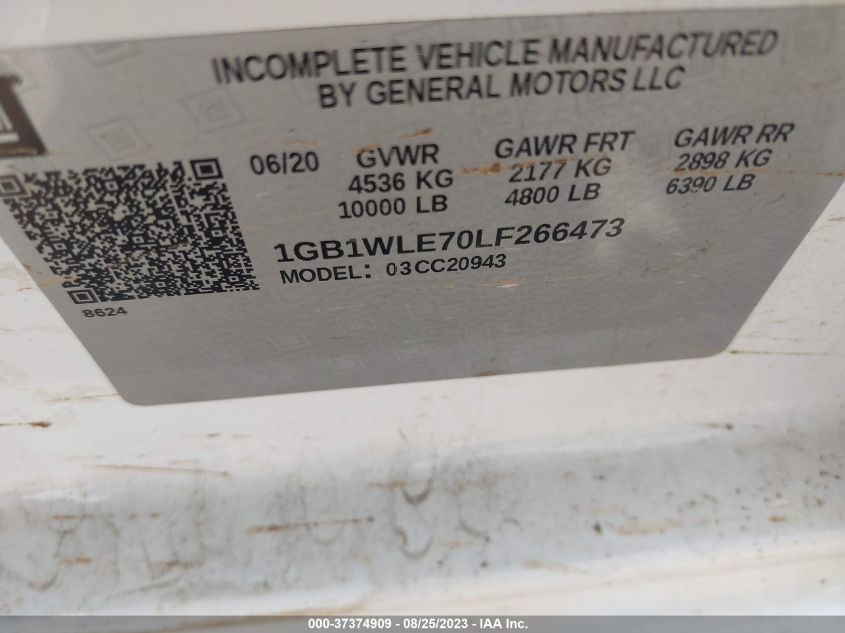 INCOMPLETE VEHICLE MANUFACTURED
BY GENERAL MOTORS LLC
06/20 GVWR GAWR FRT GAWR RR
4536 KG 2177 KG 2898 KG
10000 LB 4800 LB 6390 LB
1GB1WLE70LF266473
MODEL: 03CC20943
8624
000-37374909 - 08/25/2023 - IAA Inc.